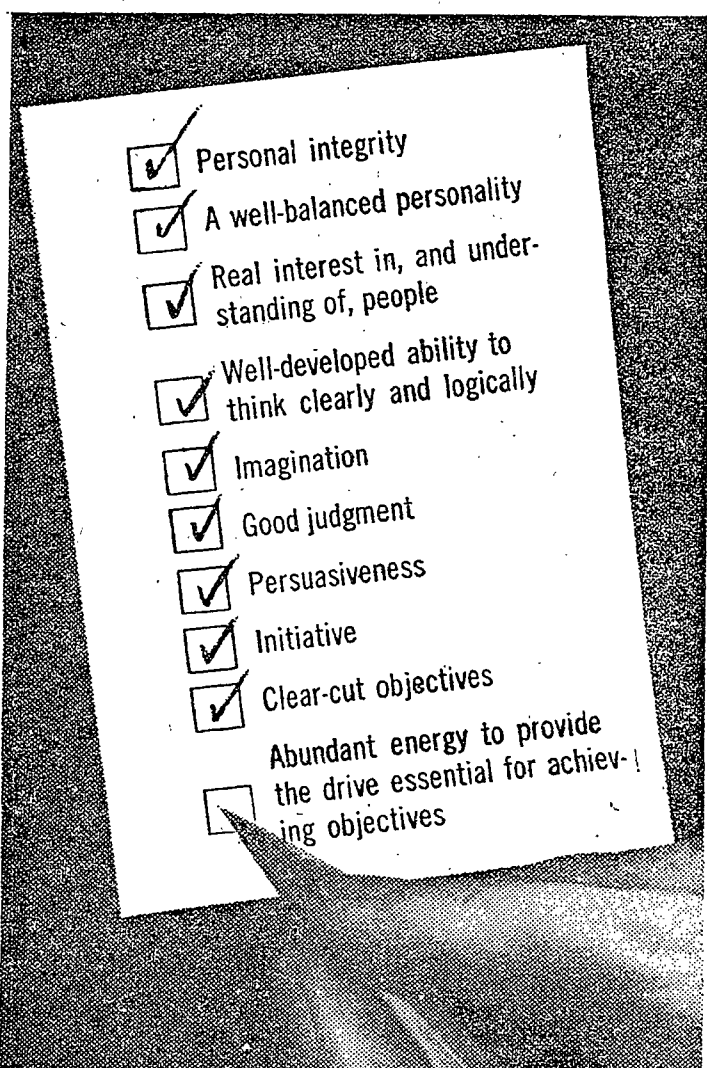 Personal integrity
A well-balanced personality
Real interest in, and under-
standing of, people
Well-developed ability to
think clearly and logically
Imagination
Good judgment
Persuasiveness
Initiative
Clear-cut objectives
Abundant energy to provide
the drive essential for achiev-
ing objectives